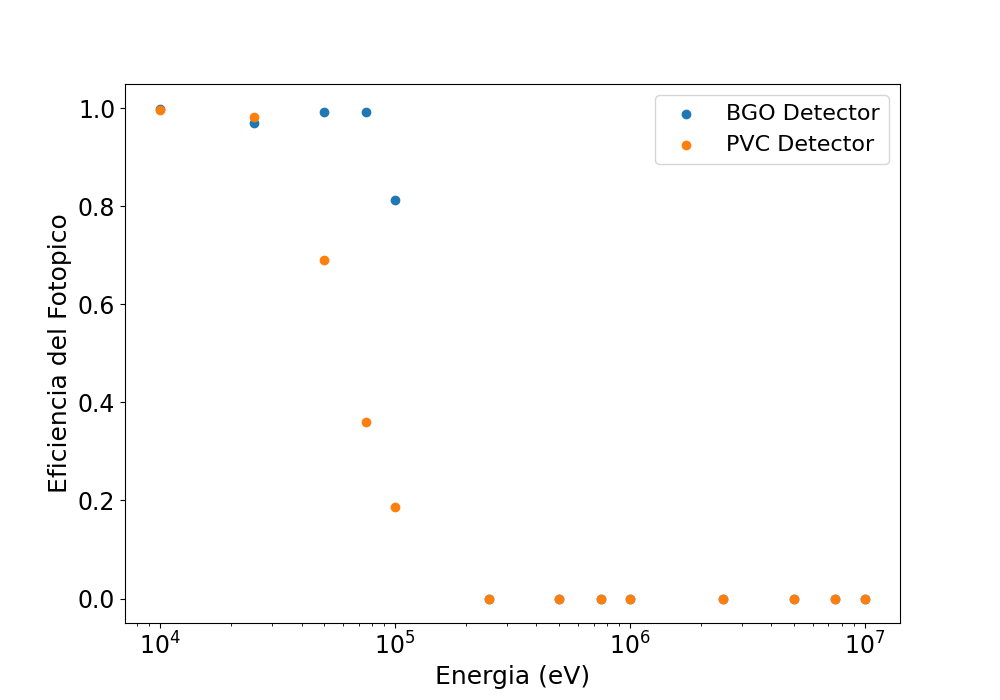 BGO Detector
PVC Detector
Eficiencia del Fotopico
1.0
0.8
0.6
0.4
0.2
0.0
10⁴
10⁵
10⁶
10⁷
Energia (eV)